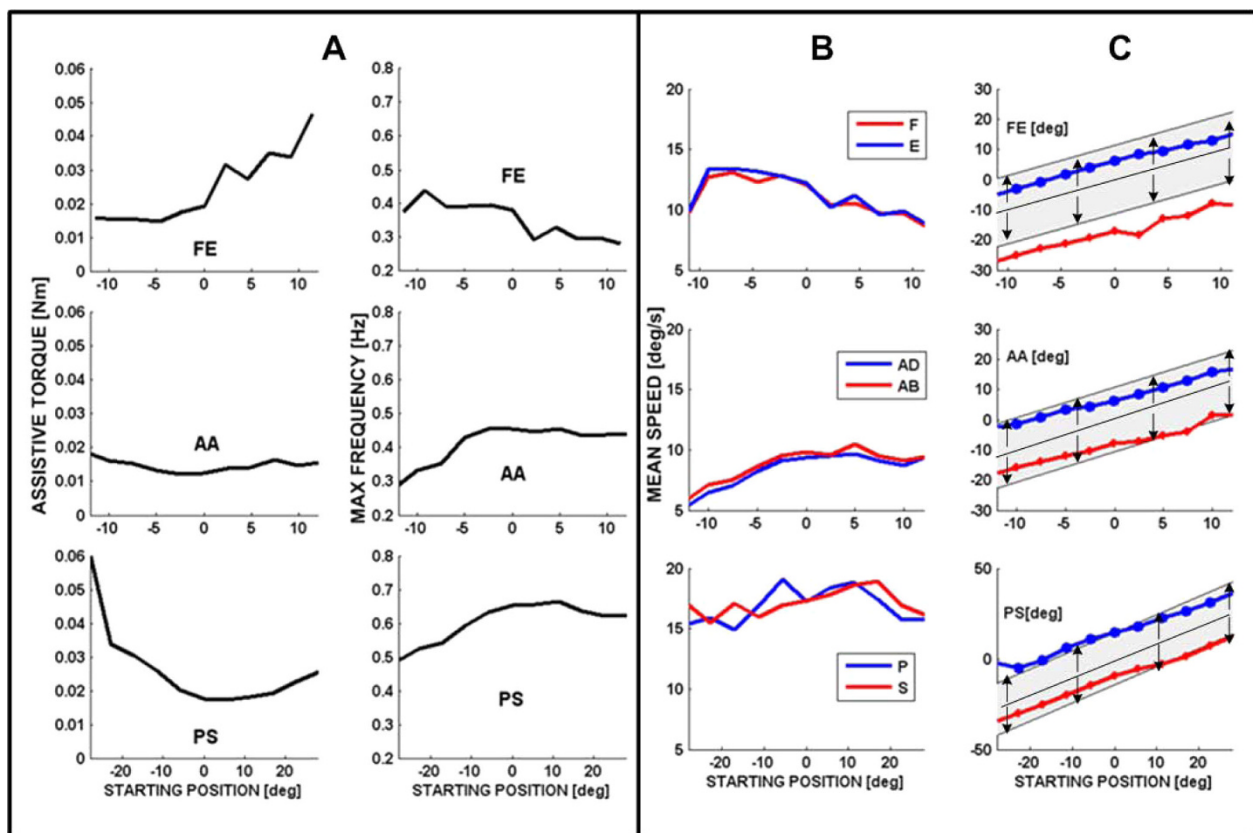 A
B
C
ASSISTIVE TORQUE [Nm]
0.06
0.05
0.04
0.03
0.02
0.01
0
FE
-10 -5 0 5 10
MAX FREQUENCY [Hz]
0.8
0.7
0.6
0.5
0.4
0.3
0.2
FE
-10 -5 0 5 10
MEAN SPEED [deg/s]
20
15
10
5
F
E
-10 -5 0 5 10
30
20
10
0
-10
-20
-30
FE [deg]
-10 -5 0 5 10
0.06
0.05
0.04
0.03
0.02
0.01
0
AA
-10 -5 0 5 10
0.8
0.7
0.6
0.5
0.4
0.3
0.2
AA
-10 -5 0 5 10
20
15
10
5
AD
AB
-10 -5 0 5 10
30
20
10
0
-10
-20
-30
AA [deg]
-10 -5 0 5 10
0.06
0.05
0.04
0.03
0.02
0.01
0
PS
-20 -10 0 10 20
STARTING POSITION [deg]
0.8
0.7
0.6
0.5
0.4
0.3
0.2
PS
-20 -10 0 10 20
STARTING POSITION [deg]
20
15
10
5
P
S
-20 -10 0 10 20
STARTING POSITION [deg]
50
0
-50
PS[deg]
-20 -10 0 10 20
STARTING POSITION [deg]